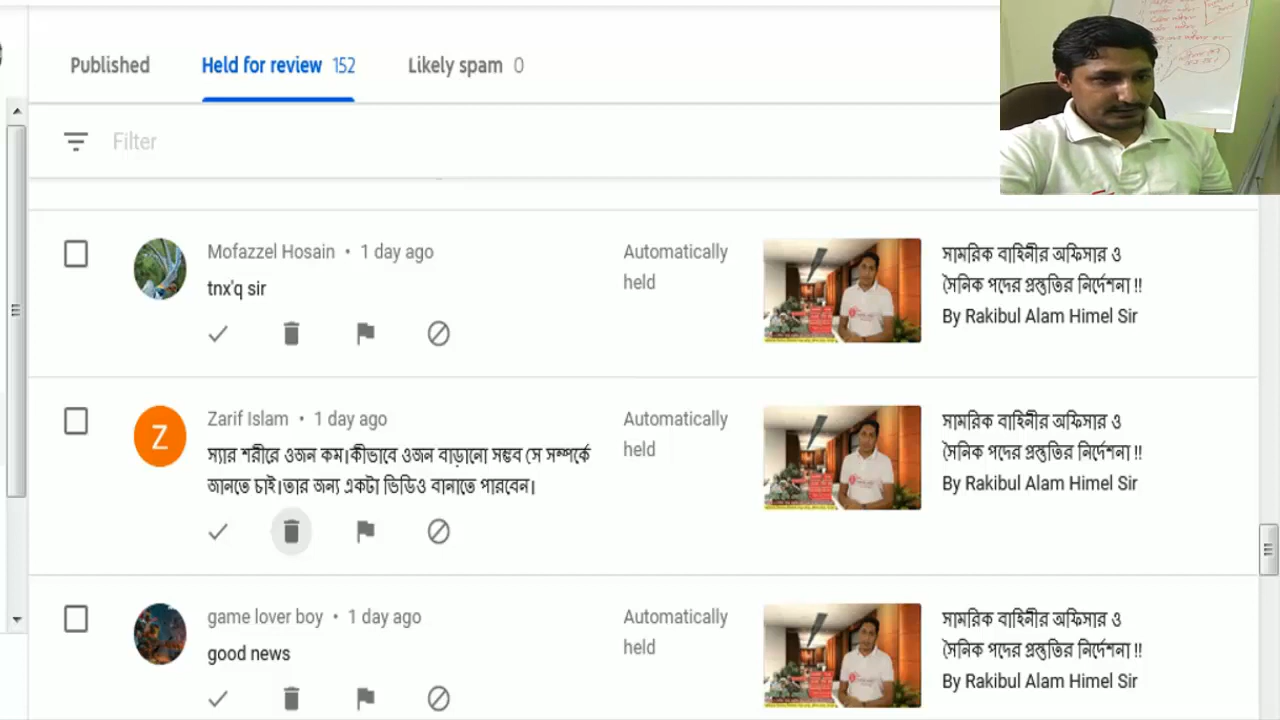 Published
Held for review 152
Likely spam 0
Filter
Mofazzel Hosain • 1 day ago
tnx'q sir
Automatically
held
সামরিক বাহিনীর অফিসার ও
সৈনিক পদের প্রস্তুতির নির্দেশনা !!
By Rakibul Alam Himel Sir
Zarif Islam • 1 day ago
স্যার শরীরে ওজন কম।কীভাবে ওজন বাড়ানো সম্ভব সে সম্পর্কে
জানতে চাই।তার জন্য একটা ভিডিও বানাতে পারবেন।
Automatically
held
সামরিক বাহিনীর অফিসার ও
সৈনিক পদের প্রস্তুতির নির্দেশনা !!
By Rakibul Alam Himel Sir
game lover boy • 1 day ago
good news
Automatically
held
সামরিক বাহিনীর অফিসার ও
সৈনিক পদের প্রস্তুতির নির্দেশনা !!
By Rakibul Alam Himel Sir